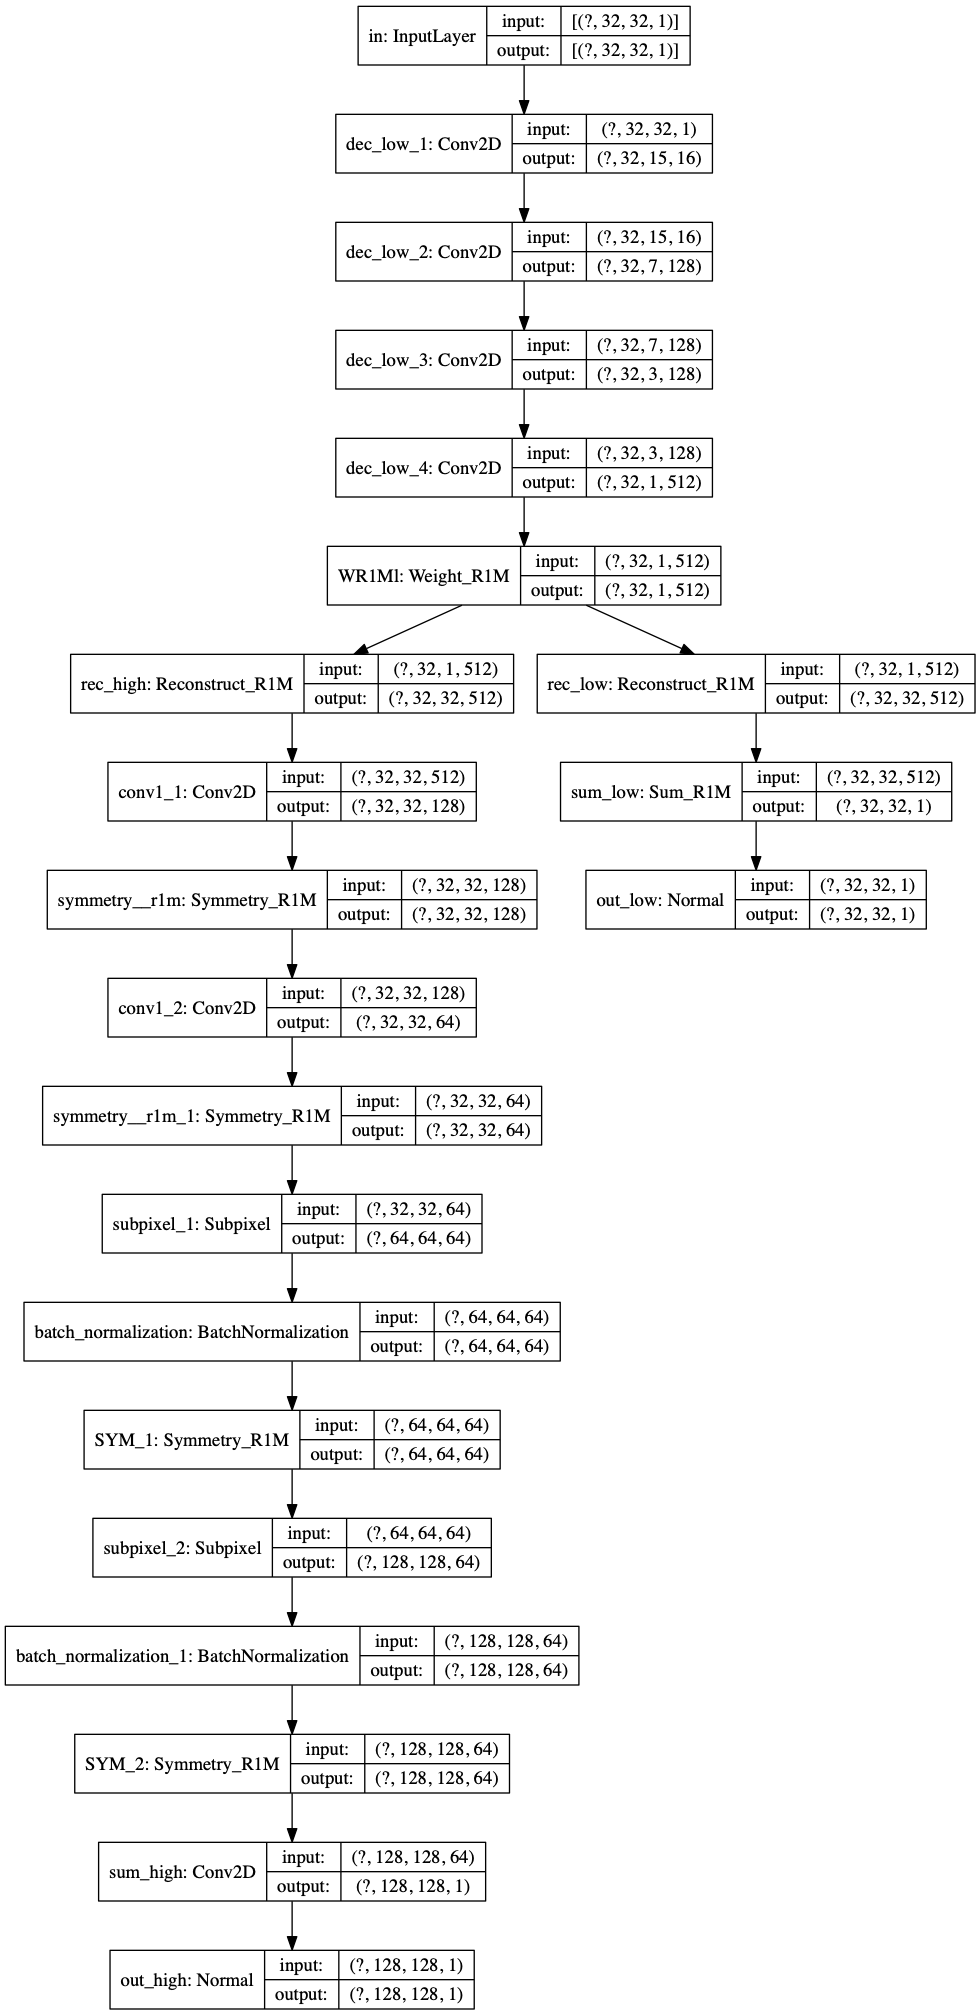 in: InputLayer
input: [(?, 32, 32, 1)]
output: [(?, 32, 32, 1)]
dec_low_1: Conv2D
input: (?, 32, 32, 1)
output: (?, 32, 15, 16)
dec_low_2: Conv2D
input: (?, 32, 15, 16)
output: (?, 32, 7, 128)
dec_low_3: Conv2D
input: (?, 32, 7, 128)
output: (?, 32, 3, 128)
dec_low_4: Conv2D
input: (?, 32, 3, 128)
output: (?, 32, 1, 512)
WR1Ml: Weight_R1M
input: (?, 32, 1, 512)
output: (?, 32, 1, 512)
rec_high: Reconstruct_R1M
input: (?, 32, 1, 512)
output: (?, 32, 32, 512)
rec_low: Reconstruct_R1M
input: (?, 32, 1, 512)
output: (?, 32, 32, 512)
conv1_1: Conv2D
input: (?, 32, 32, 512)
output: (?, 32, 32, 128)
sum_low: Sum_R1M
input: (?, 32, 32, 512)
output: (?, 32, 32, 1)
symmetry__r1m: Symmetry_R1M
input: (?, 32, 32, 128)
output: (?, 32, 32, 128)
out_low: Normal
input: (?, 32, 32, 1)
output: (?, 32, 32, 1)
conv1_2: Conv2D
input: (?, 32, 32, 128)
output: (?, 32, 32, 64)
symmetry__r1m_1: Symmetry_R1M
input: (?, 32, 32, 64)
output: (?, 32, 32, 64)
subpixel_1: Subpixel
input: (?, 32, 32, 64)
output: (?, 64, 64, 64)
batch_normalization: BatchNormalization
input: (?, 64, 64, 64)
output: (?, 64, 64, 64)
SYM_1: Symmetry_R1M
input: (?, 64, 64, 64)
output: (?, 64, 64, 64)
subpixel_2: Subpixel
input: (?, 64, 64, 64)
output: (?, 128, 128, 64)
batch_normalization_1: BatchNormalization
input: (?, 128, 128, 64)
output: (?, 128, 128, 64)
SYM_2: Symmetry_R1M
input: (?, 128, 128, 64)
output: (?, 128, 128, 64)
sum_high: Conv2D
input: (?, 128, 128, 64)
output: (?, 128, 128, 1)
out_high: Normal
input: (?, 128, 128, 1)
output: (?, 128, 128, 1)